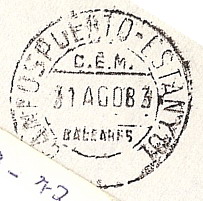 CAMPOS PUERTO-ESTANYOL
C.E.M.
31 AGO 83
BALEARES